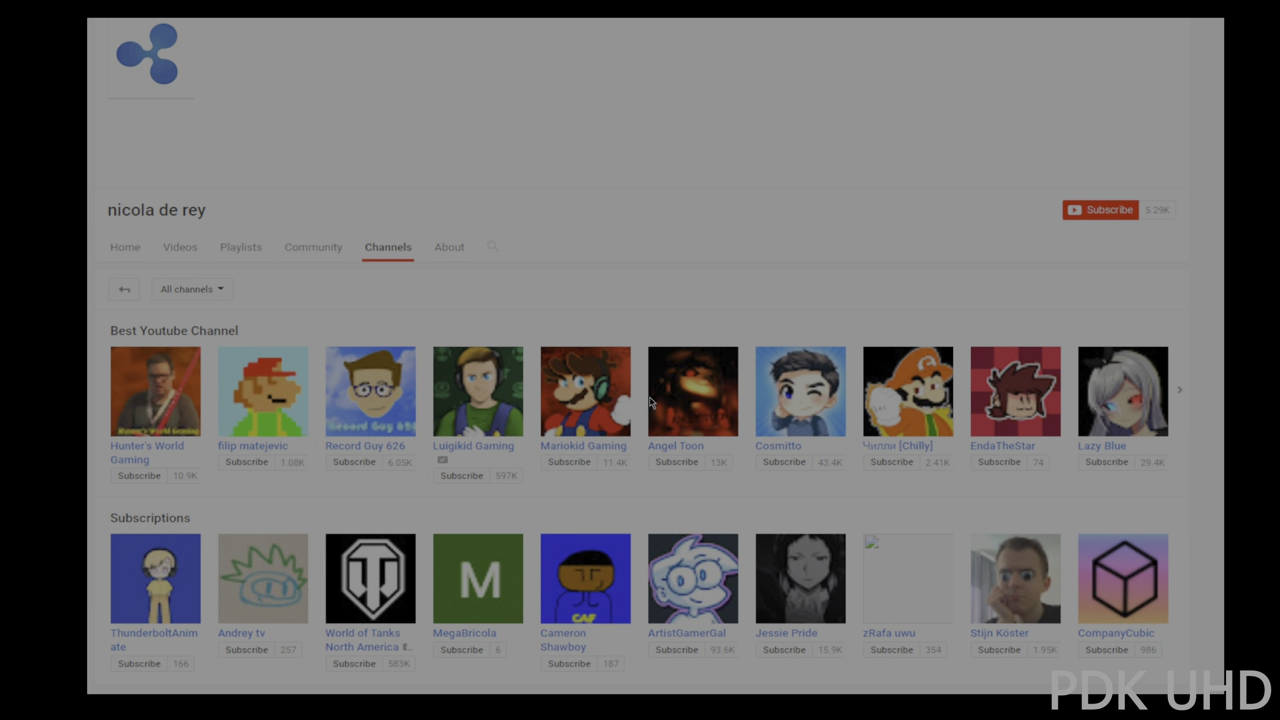 nicola de rey
Subscribe 5.29K
Home Videos Playlists Community Channels About
All channels
Best Youtube Channel
Hunter's World Gaming
Subscribe 10.9K
filip matejevic
Subscribe 1.08K
Record Guy 626
Subscribe 6.05K
Luigikid Gaming
Subscribe 597K
Mariokid Gaming
Subscribe 11.4K
Angel Toon
Subscribe 13K
Cosmitto
Subscribe 43.4K
Чилли [Chilly]
Subscribe 2.41K
EndaTheStar
Subscribe 74
Lazy Blue
Subscribe 29.4K
Subscriptions
ThunderboltAnim
ate
Subscribe 166
Andrey tv
Subscribe 257
World of Tanks
North America
Subscribe 583K
M
MegaBricola
Subscribe 6
CAF
Cameron
Shawboy
Subscribe 187
ArtistGamerGal
Subscribe 93.6K
Jessie Pride
Subscribe 15.9K
zRafa uwu
Subscribe 354
Stijn Köster
Subscribe 1.95K
CompanyCubic
Subscribe 986
PDK UHD